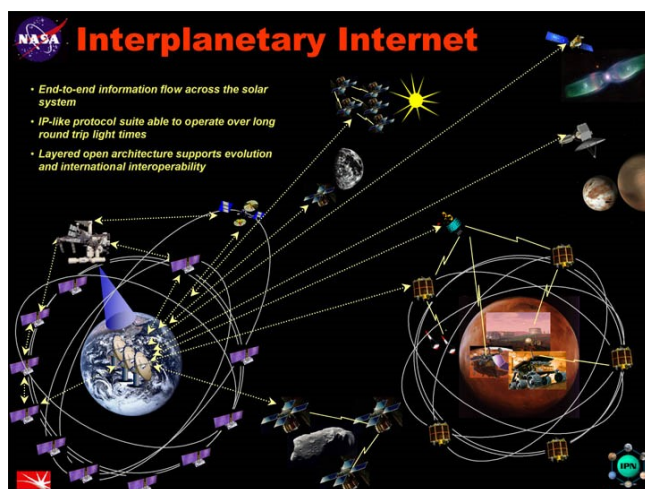 NASA
Interplanetary Internet
• End-to-end information flow across the solar
system
• IP-like protocol suite able to operate over long
round trip light times
• Layered open architecture supports evolution
and international interoperability
IPN